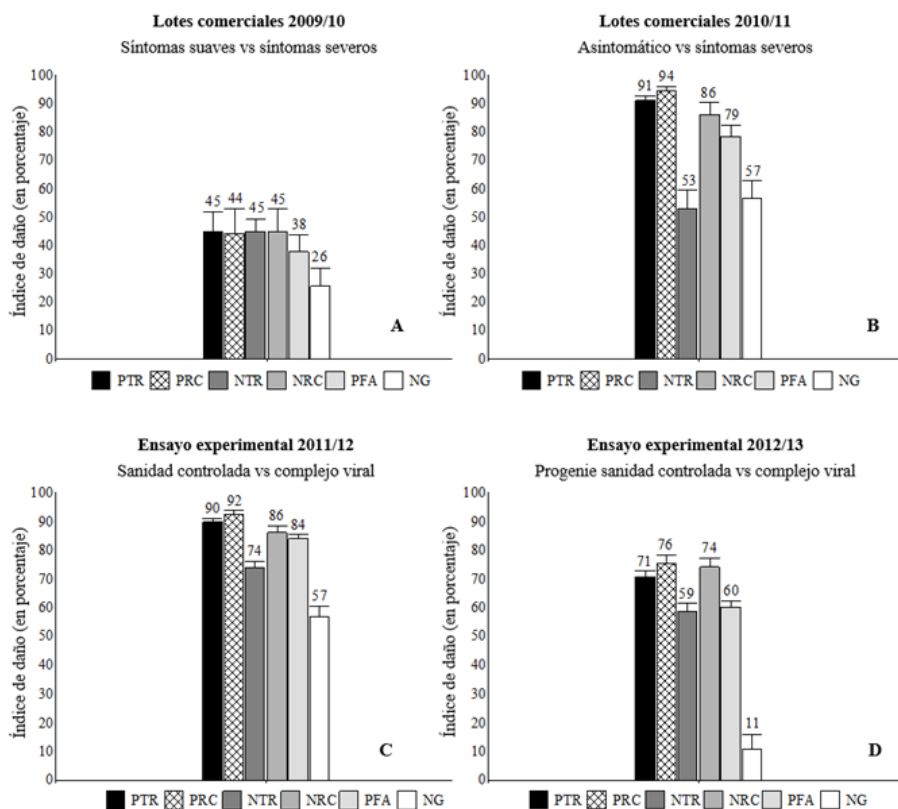 Lotes comerciales 2009/10
Síntomas suaves vs síntomas severos
Índice de daño (en porcentaje)
100
90
80
70
60
50
40
30
20
10
0
45 44 45 45 38 26
A
PTR PRC NTR NRC PFA NG
Lotes comerciales 2010/11
Asintomático vs síntomas severos
Índice de daño (en porcentaje)
100
90
80
70
60
50
40
30
20
10
0
91 94 53 86 79 57
B
PTR PRC NTR NRC PFA NG
Ensayo experimental 2011/12
Sanidad controlada vs complejo viral
Índice de daño (en porcentaje)
100
90
80
70
60
50
40
30
20
10
0
90 92 74 86 84 57
C
PTR PRC NTR NRC PFA NG
Ensayo experimental 2012/13
Progenie sanidad controlada vs complejo viral
Índice de daño (en porcentaje)
100
90
80
70
60
50
40
30
20
10
0
71 76 59 74 60 11
D
PTR PRC NTR NRC PFA NG